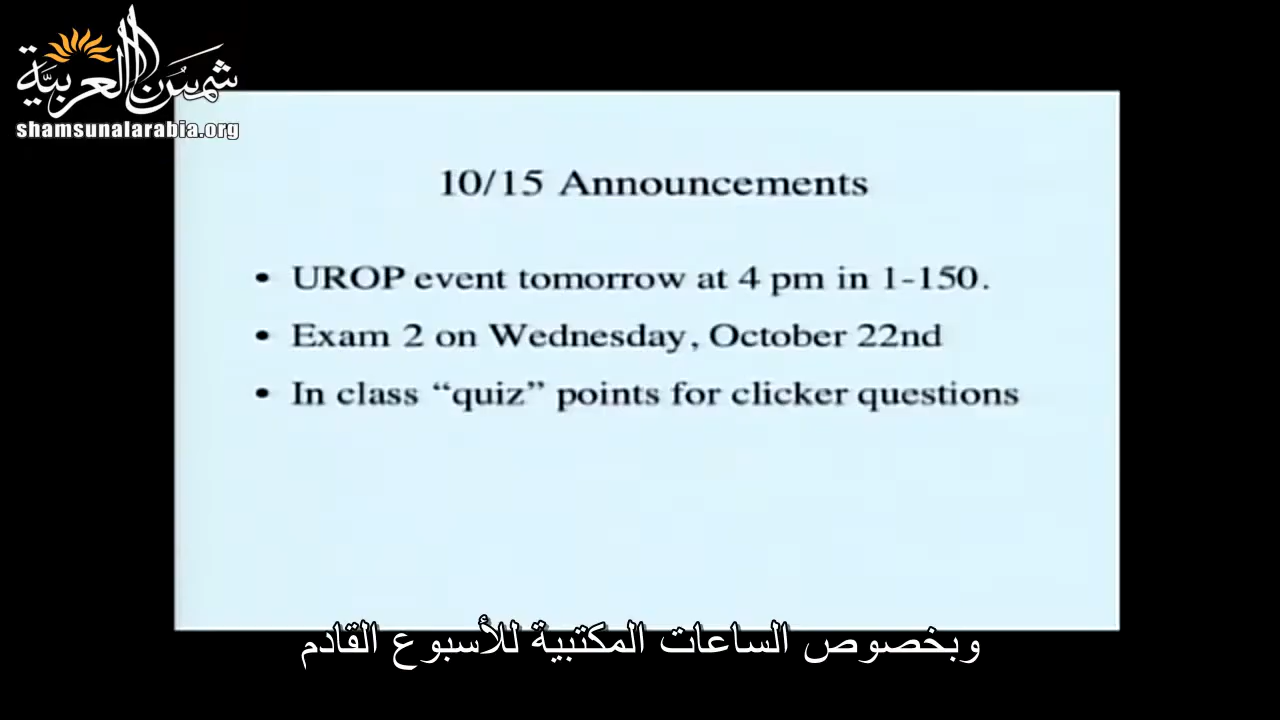 شمس العربية
shamsunalarabia.org
10/15 Announcements
• UROP event tomorrow at 4 pm in 1-150.
• Exam 2 on Wednesday, October 22nd
• In class “quiz” points for clicker questions
وبخصوص الساعات المكتبية للأسبوع القادم